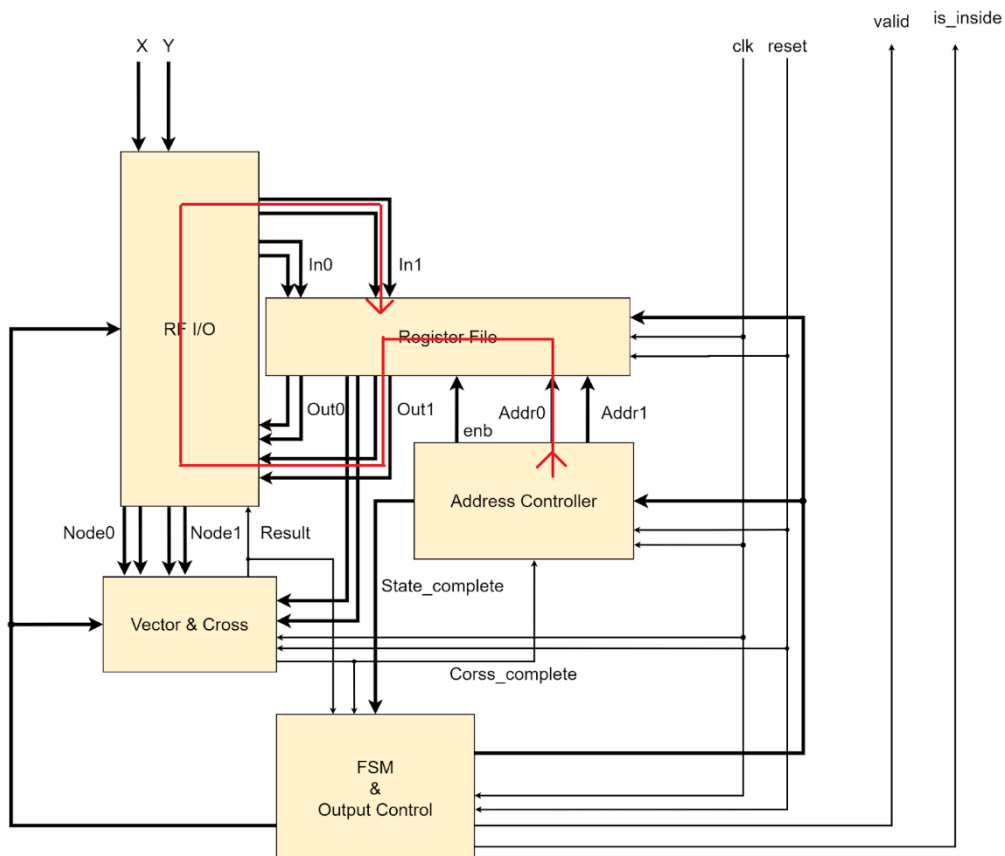 valid
is_inside
X
Y
clk
reset
In0
In1
RF I/O
Register File
Out0
Out1
enb
Addr0
Addr1
Address Controller
Node0
Node1
Result
State_complete
Vector & Cross
Corss_complete
FSM
&
Output Control